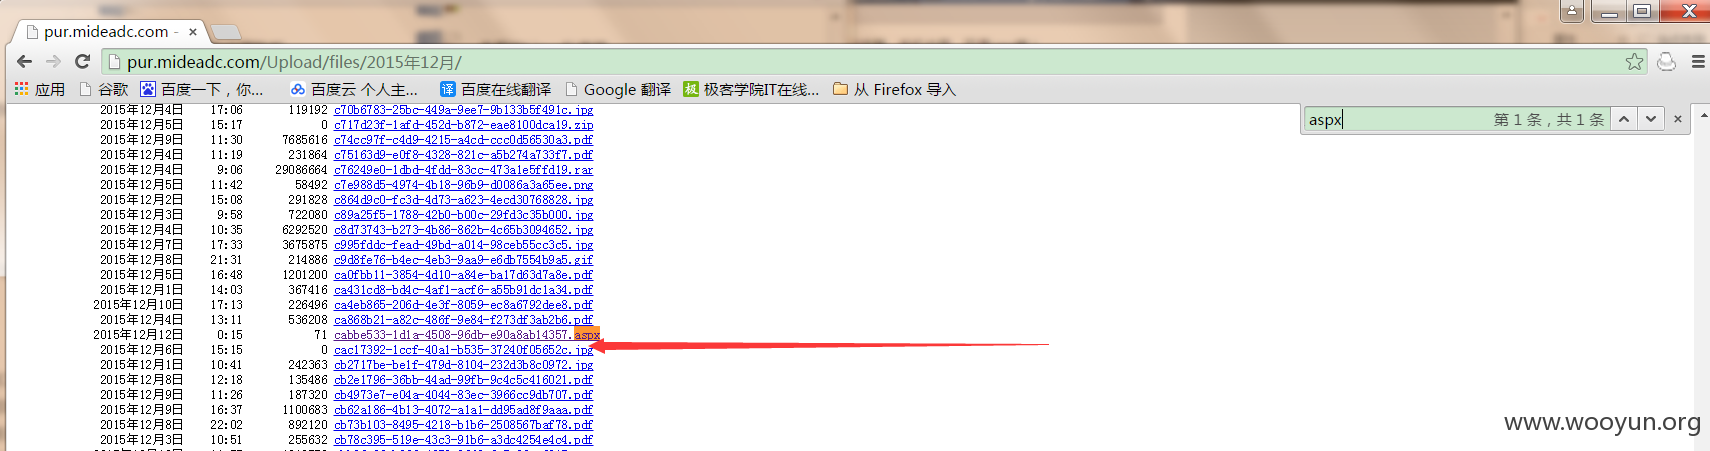 pur.mideadc.com -
pur.mideadc.com/Upload/files/2015年12月/
应用 谷歌 百度一下，你... 百度云 个人主... 百度在线翻译 Google 翻译 极客学院IT在线... 从 Firefox 导入
aspx 第 1 条，共 1 条
2015年12月4日 17:06 119192 c70b6783-25bc-449a-9ee7-9b133b5f491c.jpg
2015年12月5日 15:17 0 c717d23f-1afd-452d-b872-eae8100dca19.zip
2015年12月9日 11:30 7685616 c74cc97f-c4d9-4215-a4cd-ccc0d56530a3.pdf
2015年12月4日 11:19 231864 c75163d9-e0f8-4328-821c-a5b274a733f7.pdf
2015年12月4日 9:06 29086664 c76249e0-1dbd-4fdd-83cc-473a1e5ffd19.rar
2015年12月5日 11:42 58492 c7e988d5-4974-4b18-96b9-d0086a3a65ee.png
2015年12月2日 15:08 291828 c864d9c0-fc3d-4d73-a623-4ecd30768828.jpg
2015年12月3日 9:58 722080 c89a25f5-1788-42b0-b00c-29fd3c35b000.jpg
2015年12月4日 10:35 6292520 c8d73743-b273-4b86-862b-4c65b3094652.jpg
2015年12月7日 17:33 3675875 c995fddc-fead-49bd-a014-98ceb55cc3c5.jpg
2015年12月8日 21:31 214886 c9d8fe76-b4ec-4eb3-9aa9-e6db7554b9a5.gif
2015年12月5日 16:48 1201200 ca0fbb11-3854-4d10-a84e-ba17d63d7a8e.pdf
2015年12月1日 14:03 367416 ca431cd8-bd4c-4af1-acf6-a55b91dc1a34.pdf
2015年12月10日 17:13 226496 ca4eb865-206d-4e3f-8059-ec8a6792dee8.pdf
2015年12月4日 13:11 536208 ca868b21-a82c-486f-9e84-f273df3ab2b6.pdf
2015年12月12日 0:15 71 cabbe533-1d1a-4508-96db-e90a8ab14357.aspx
2015年12月6日 15:15 0 cac17392-1ccf-40a1-b535-37240f05652c.jpg
2015年12月1日 10:41 242363 cb2717be-be1f-479d-8104-232d3b8c0972.jpg
2015年12月8日 12:18 135486 cb2e1796-36bb-44ad-99fb-9c4c5c416021.pdf
2015年12月9日 11:26 187320 cb4973e7-e04a-4044-83ec-3966cc9db707.pdf
2015年12月9日 16:37 1100683 cb62a186-4b13-4072-a1a1-dd95ad8f9aaa.pdf
2015年12月8日 22:02 892120 cb73b103-8495-4218-b1b6-2508567baf78.pdf
2015年12月3日 10:51 255632 cb78c395-519e-43c3-91b6-a3dc4254e4c4.pdf
www.wooyun.org